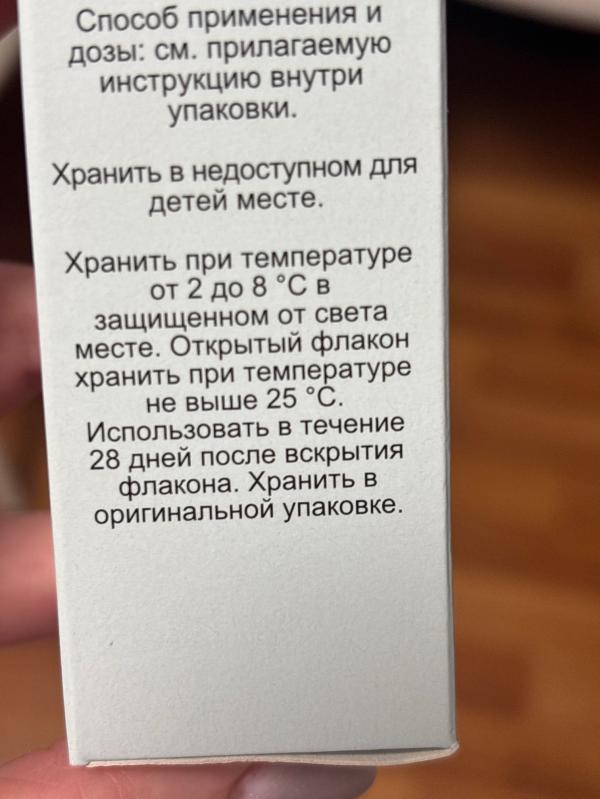 Способ применения и
дозы: см. прилагаемую
инструкцию внутри
упаковки.
Хранить в недоступном для
детей месте.
Хранить при температуре
от 2 до 8 °C в
защищенном от света
месте. Открытый флакон
хранить при температуре
не выше 25 °C.
Использовать в течение
28 дней после вскрытия
флакона. Хранить в
оригинальной упаковке.